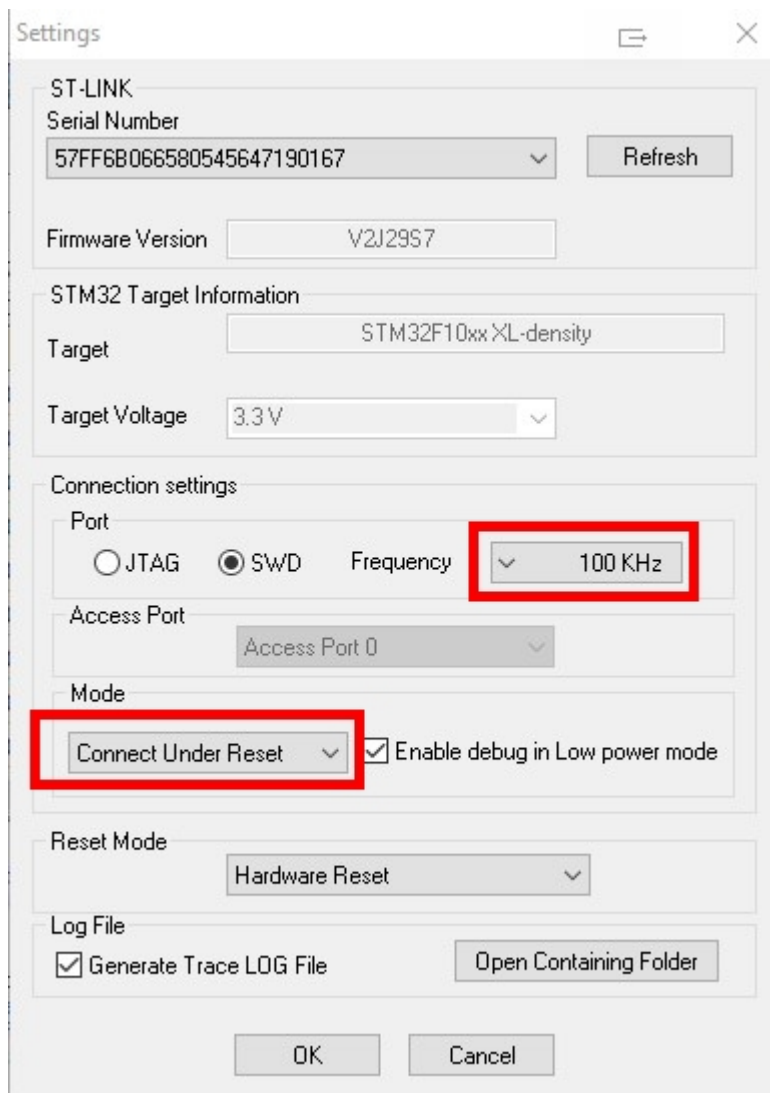 Settings
ST-LINK
Serial Number
57FF6B066580545647190167
Refresh
Firmware Version
V2J29S7
STM32 Target Information
Target
STM32F10xx XL-density
Target Voltage
3.3 V
Connection settings
Port
JTAG
SWD
Frequency
100 KHz
Access Port
Access Port 0
Mode
Connect Under Reset
Enable debug in Low power mode
Reset Mode
Hardware Reset
Log File
Generate Trace LOG File
Open Containing Folder
OK
Cancel